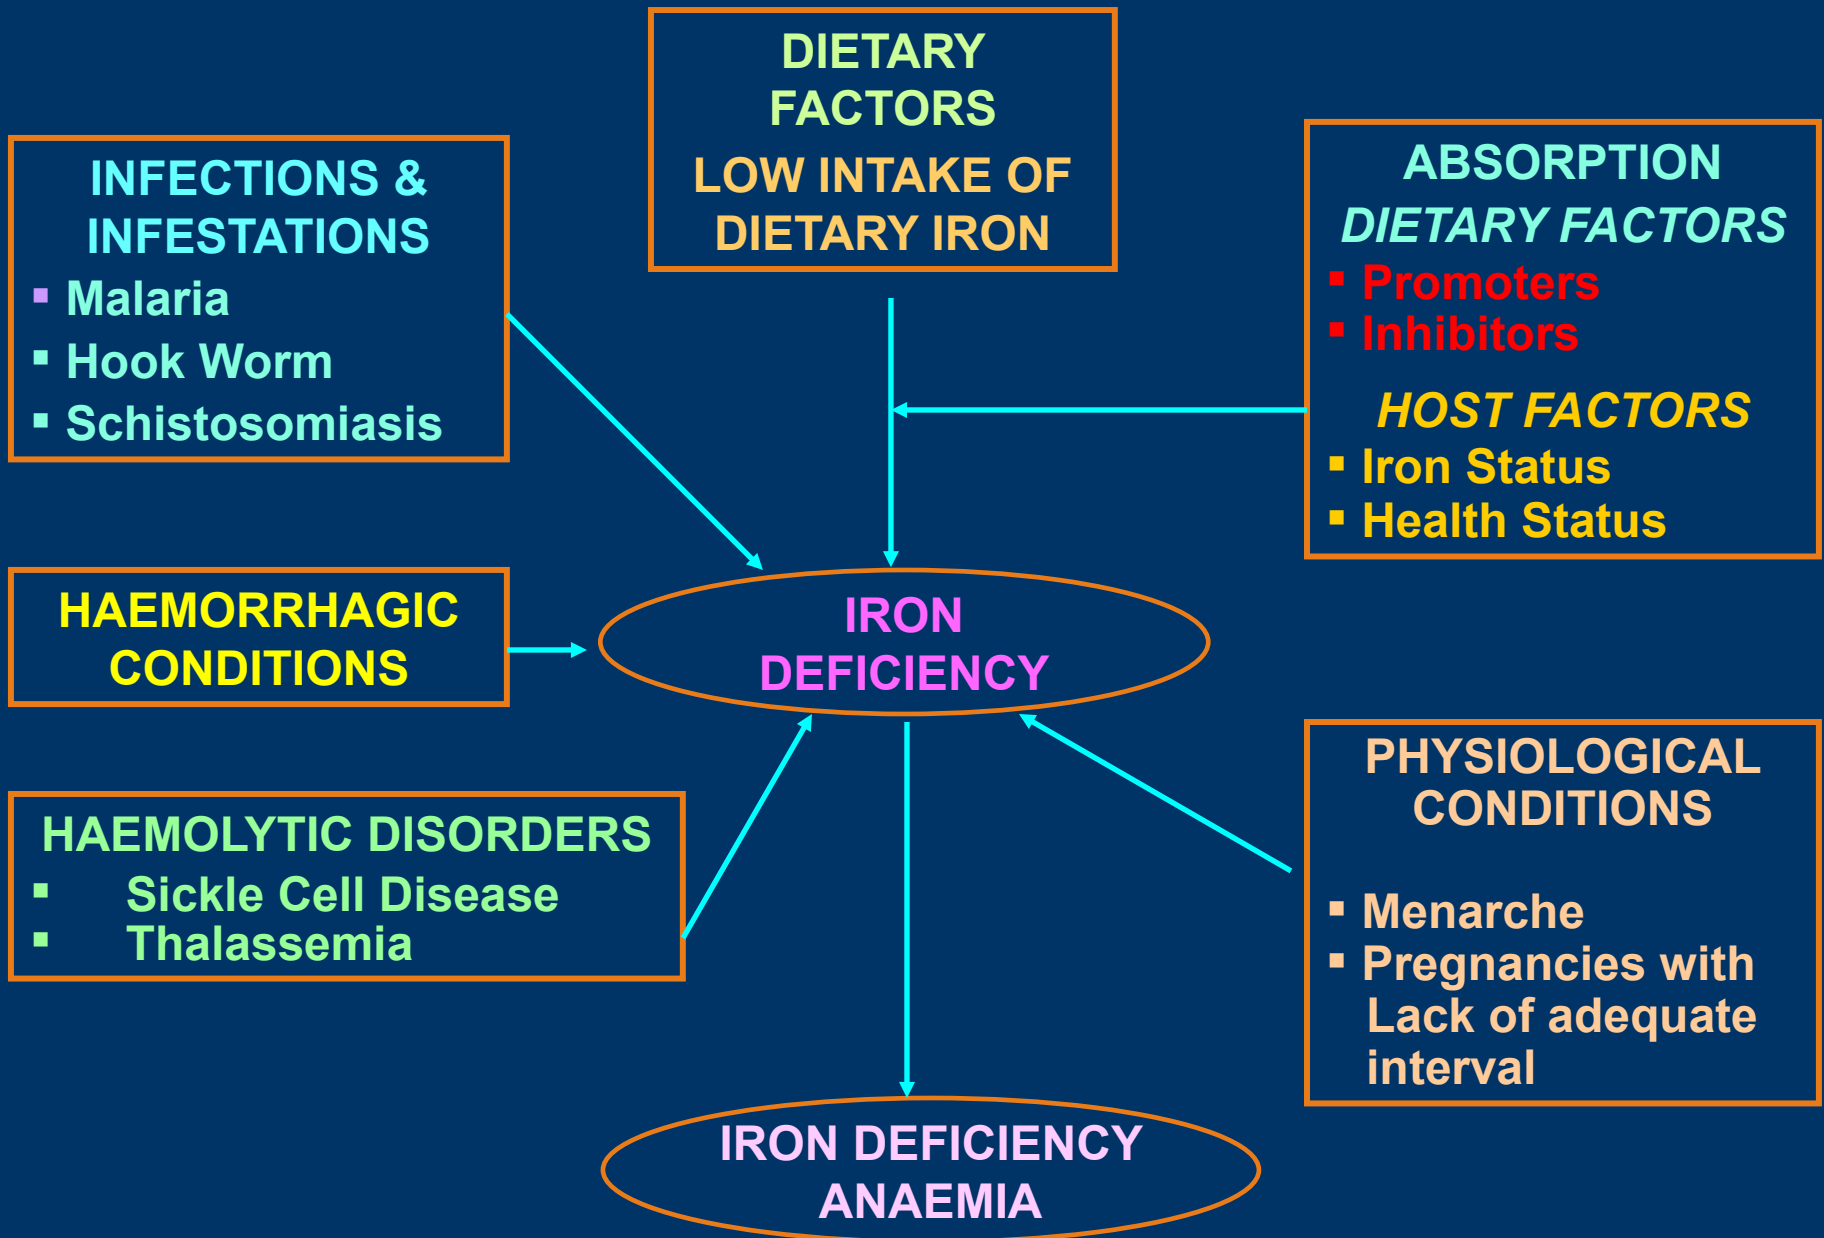 DIETARY
FACTORS
LOW INTAKE OF
DIETARY IRON
INFECTIONS &
INFESTATIONS
▪ Malaria
▪ Hook Worm
▪ Schistosomiasis
ABSORPTION
DIETARY FACTORS
▪ Promoters
▪ Inhibitors
HOST FACTORS
▪ Iron Status
▪ Health Status
HAEMORRHAGIC
CONDITIONS
IRON
DEFICIENCY
HAEMOLYTIC DISORDERS
▪ Sickle Cell Disease
▪ Thalassemia
PHYSIOLOGICAL
CONDITIONS
▪ Menarche
▪ Pregnancies with
Lack of adequate
interval
IRON DEFICIENCY
ANAEMIA